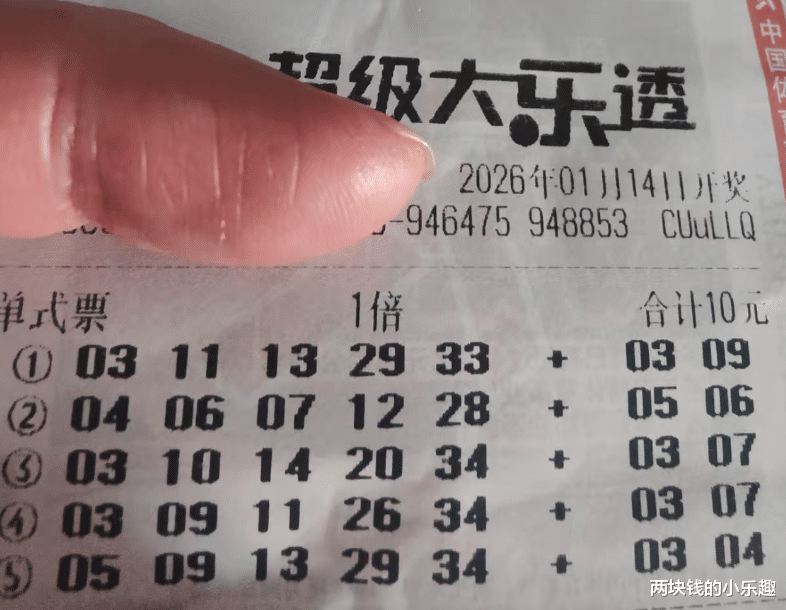 超级大乐透
2026年01月14日开奖
-946475 948853 CUuLLQ
单式票 1倍 合计10元
① 03 11 13 29 33 + 03 09
② 04 06 07 12 28 + 05 06
③ 03 10 14 20 34 + 03 07
④ 03 09 11 26 34 + 03 07
⑤ 05 09 13 29 34 + 03 04
中国体育
两块钱的小乐趣